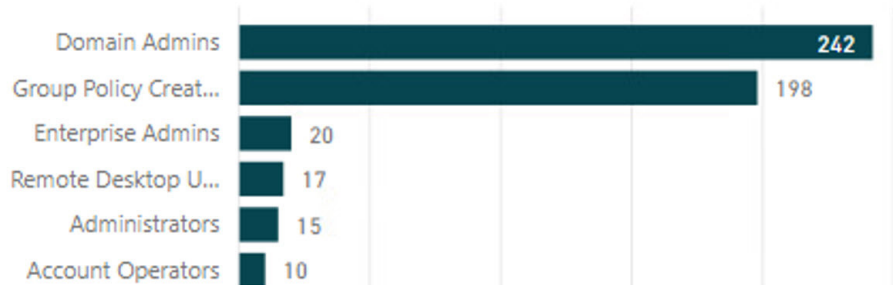 Domain Admins 242
Group Policy Creat... 198
Enterprise Admins 20
Remote Desktop U... 17
Administrators 15
Account Operators 10